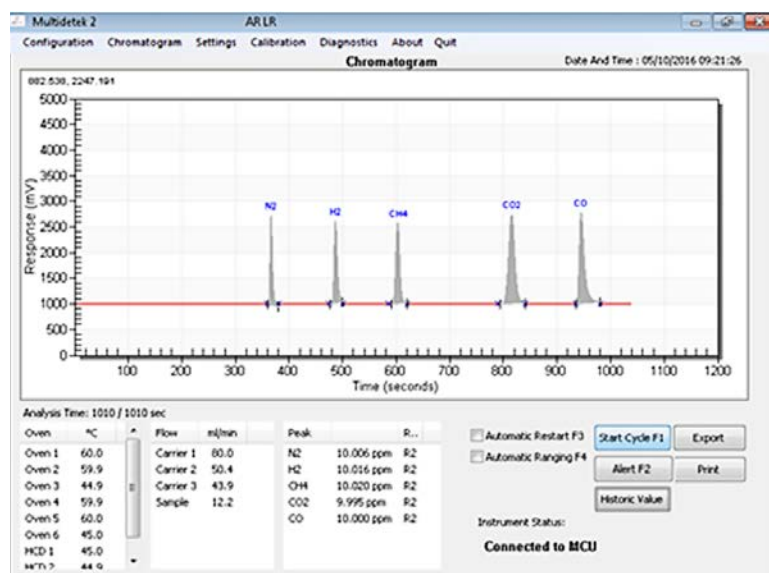 Multidetek 2 AR LR
Configuration Chromatogram Settings Calibration Diagnostics About Quit
Chromatogram Date And Time : 05/10/2016 09:21:26
882.538, 2247.191
5000
4500
4000
3500
3000
2500
2000
1500
1000
500
0
Response (mV)
N2 H2 CH4 CO2 CO
100 200 300 400 500 600 700 800 900 1000 1100 1200
Time (seconds)
Analysis Time: 1010 / 1010 sec
Oven °C Flow ml/min Peak R... Automatic Restart F3 Start Cycle F1 Export
Oven 1 60.0 Carrier 1 80.0 N2 10.006 ppm R2 Automatic Ranging F4
Oven 2 59.9 Carrier 2 50.4 H2 10.016 ppm R2 Alert F2 Print
Oven 3 44.9 Carrier 3 43.9 CH4 10.020 ppm R2
Oven 4 59.9 Sample 12.2 CO2 9.995 ppm R2 Historic Value
Oven 5 60.0 CO 10.000 ppm R2
Oven 6 45.0 Instrument Status:
HCD 1 45.0 Connected to MCU
HCD 2 44.9